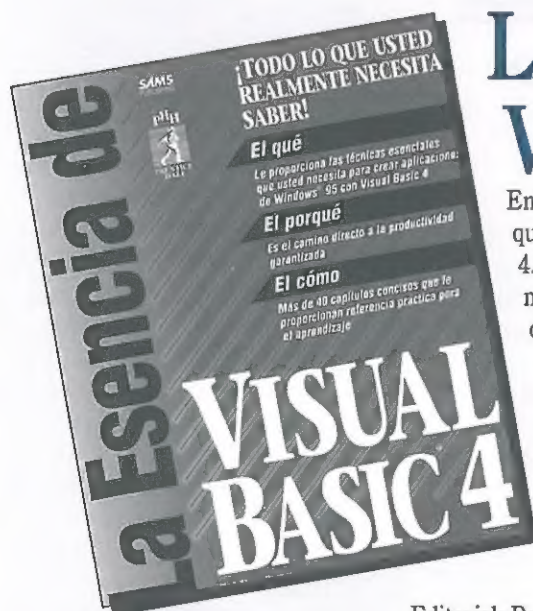 La Esencia de
SAMS
PUBLISHING
PHH
PRENTICE
HALL
¡TODO LO QUE USTED
REALMENTE NECESITA
SABER!
El qué
Le proporciona las técnicas esenciales
que usted necesita para crear aplicaciones
de Windows® 95 con Visual Basic 4
El porqué
Es el camino directo a la productividad
garantizada
El cómo
Más de 40 capítulos concisos que le
proporcionan referencia práctica para
el aprendizaje
VISUAL
BASIC 4
L
V
En
qu
4.
Editorial: P